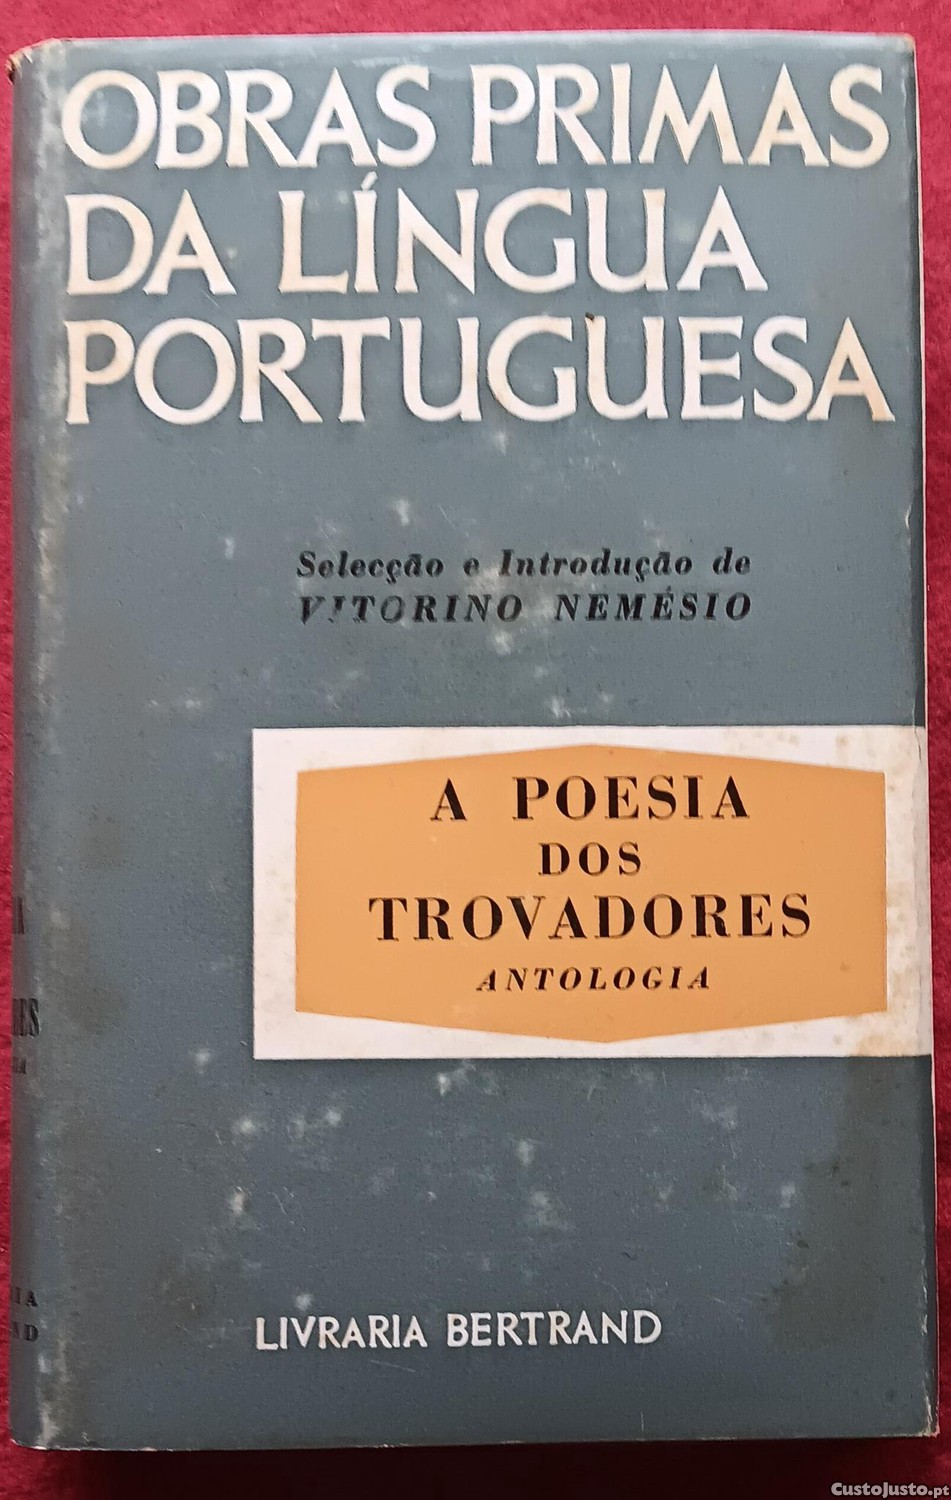 OBRAS PRIMAS
DA LÍNGUA
PORTUGUESA
Selecção e Introdução de
VITORINO NEMÉSIO
A POESIA
DOS
TROVADORES
ANTOLOGIA
LIVRARIA BERTRAND
CustoJusto.pt